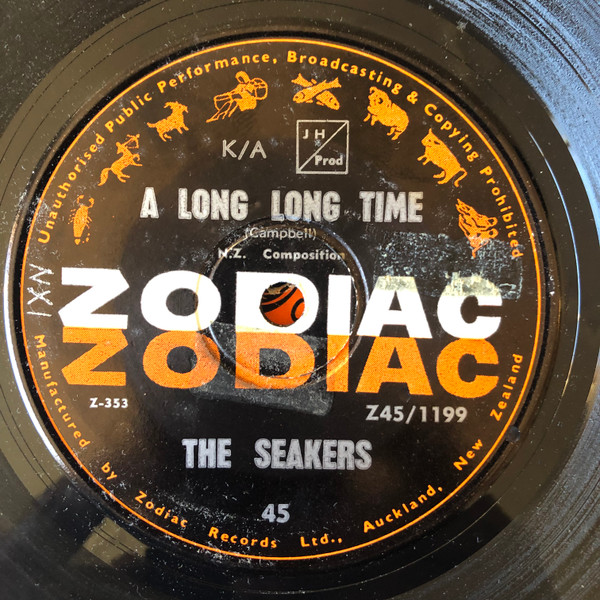 Unauthorised Public Performance, Broadcasting & Copying Prohibited
K/A
J H
Prod
A LONG LONG TIME
(Campbell)
N.Z. Composition
ZODIAC
ZODIAC
Z-353
Z45/1199
THE SEAKERS
45
Manufactured by Zodiac Records Ltd., Auckland, New Zealand